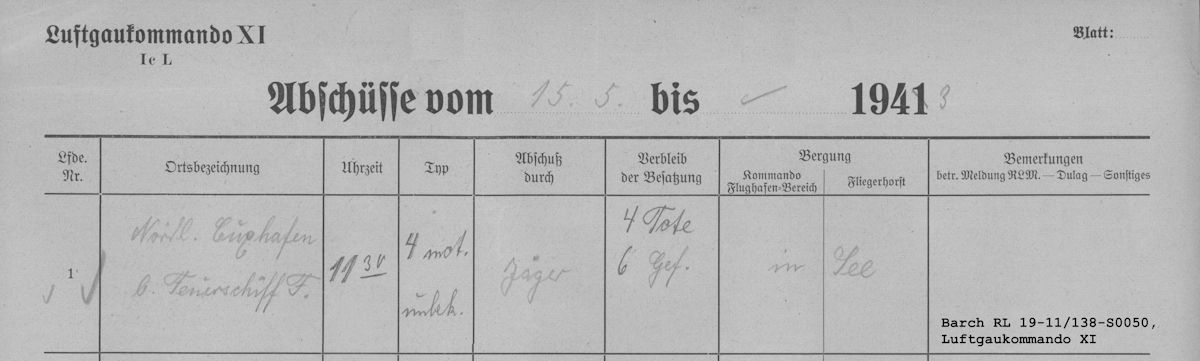 Luftgaukommando XI
Ic L
Blatt:
Abschüsse vom 15. 5. bis ✓ 1941 3
Lfde. Nr.
Ortsbezeichnung
Uhrzeit
Typ
Abschuß durch
Verbleib der Besatzung
Bergung
Kommando Flughafen-Bereich
Fliegerhorst
Bemerkungen
betr. Meldung RLM. — Dulag — Sonstiges
1
Nördl. Cuxhafen
b. Feuerschiff F.
11 30
4 mot.
unbek.
Jäger
4 Tote
6 Gef.
in See
Barch RL 19-11/138-S0050,
Luftgaukommando XI